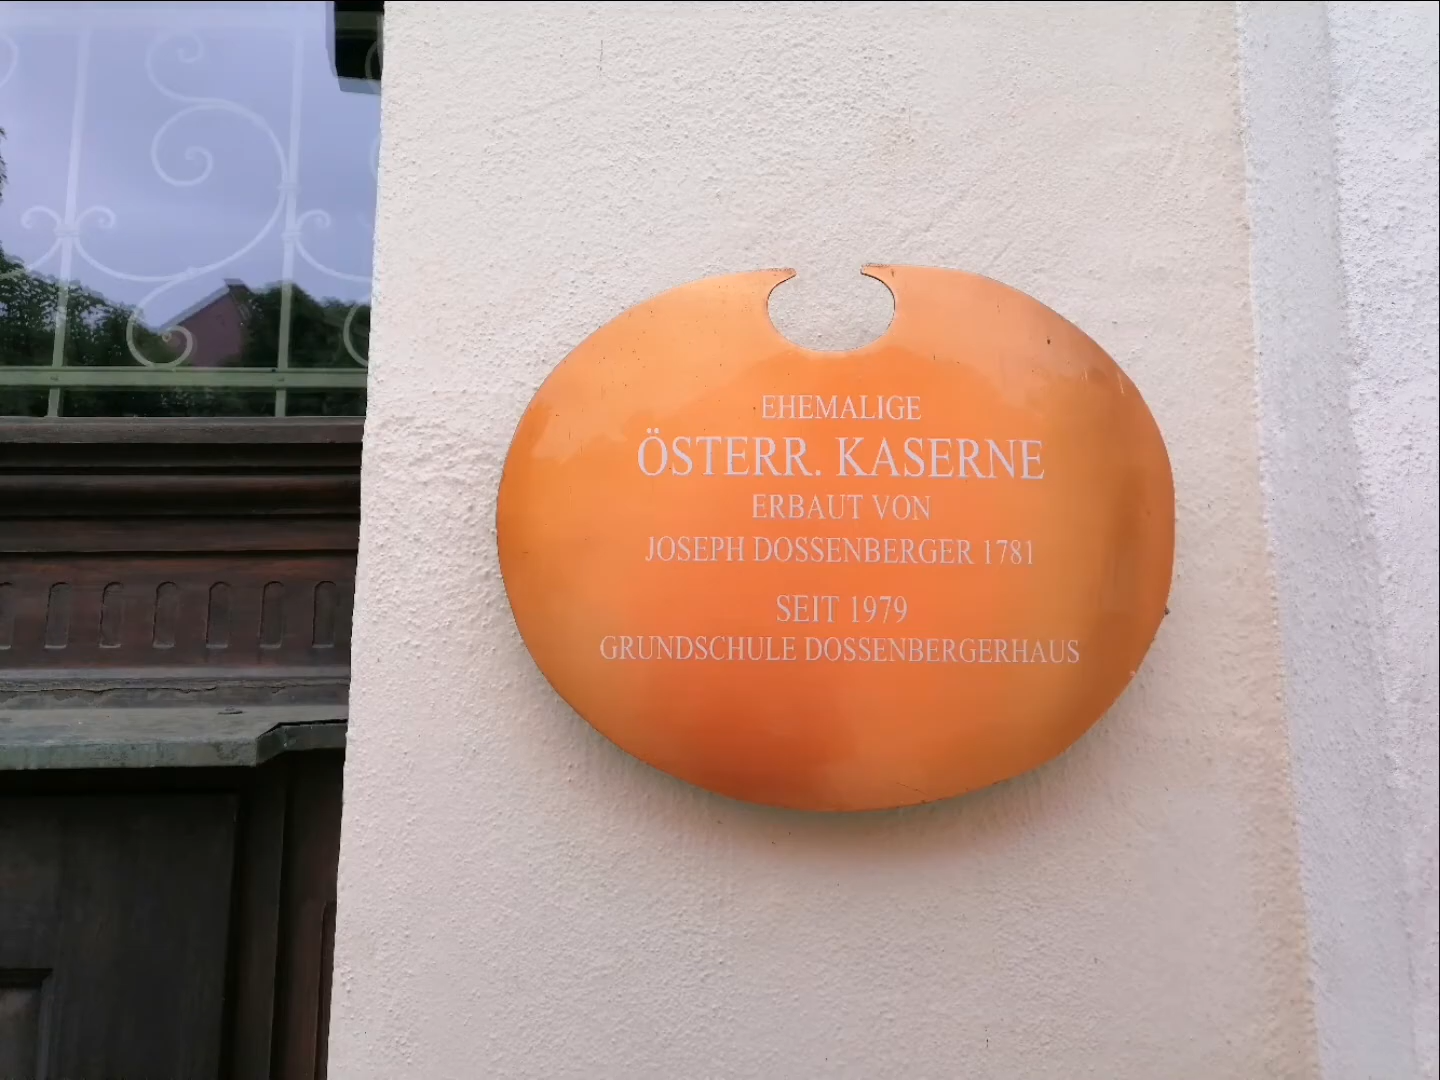 EHEMALIGE
ÖSTERR. KASERNE
ERBAUT VON
JOSEPH DOSSENBERGER 1781
SEIT 1979
GRUNDSCHULE DOSSENBERGERHAUS